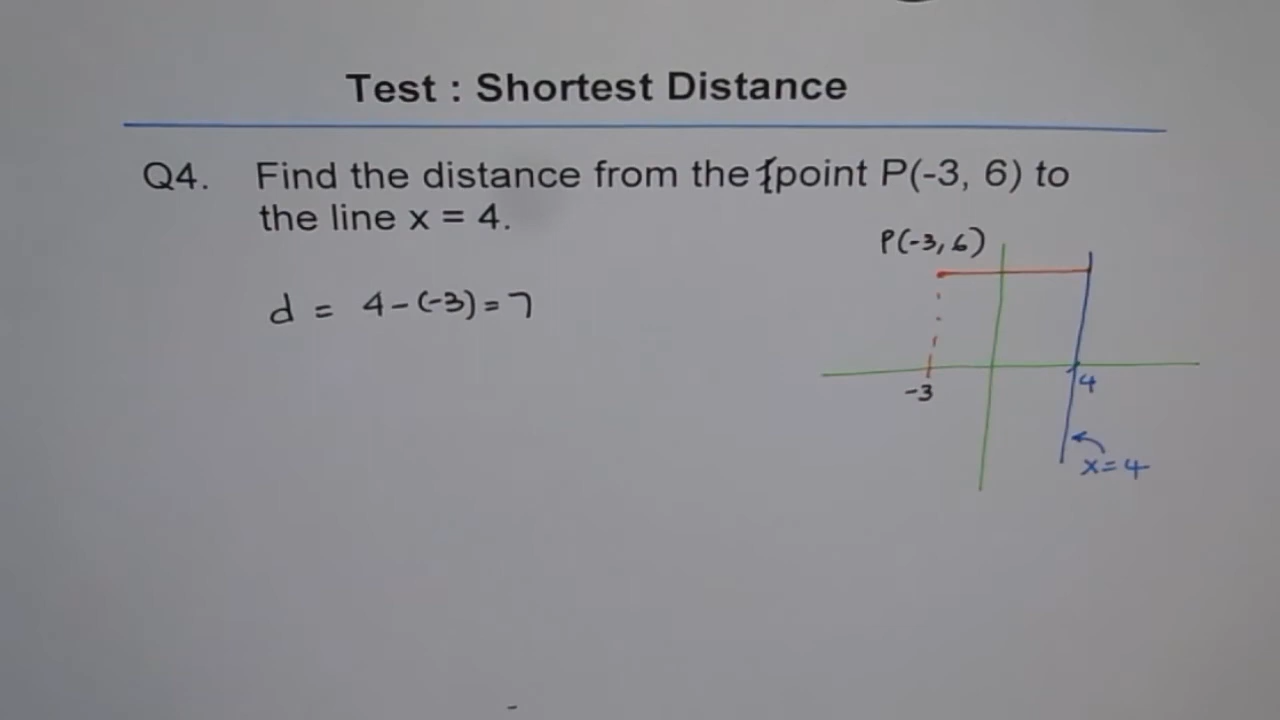 Test : Shortest Distance
Q4. Find the distance from the {point P(-3, 6) to
the line x = 4.
P(-3, 6)
d = 4-(-3) = 7
-3
4
x=4